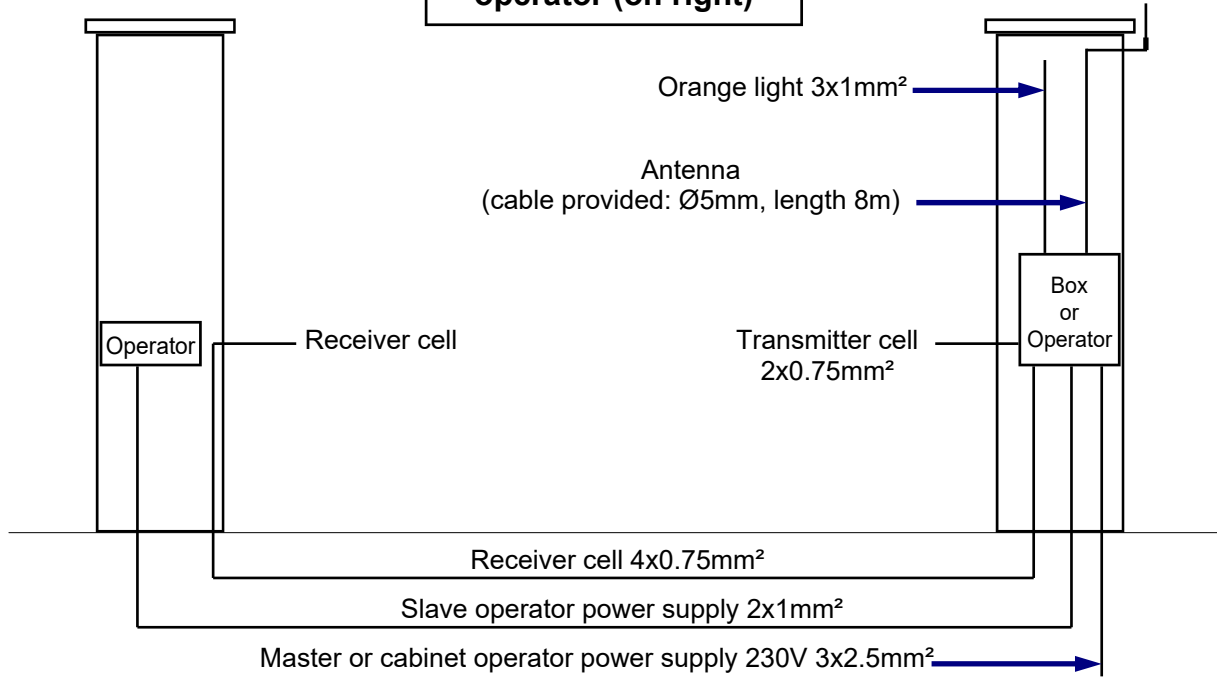 operator (on right)
Orange light 3x1mm²
Antenna
(cable provided: Ø5mm, length 8m)
Box
or
Operator
Operator
Receiver cell
Transmitter cell
2x0.75mm²
Receiver cell 4x0.75mm²
Slave operator power supply 2x1mm²
Master or cabinet operator power supply 230V 3x2.5mm²